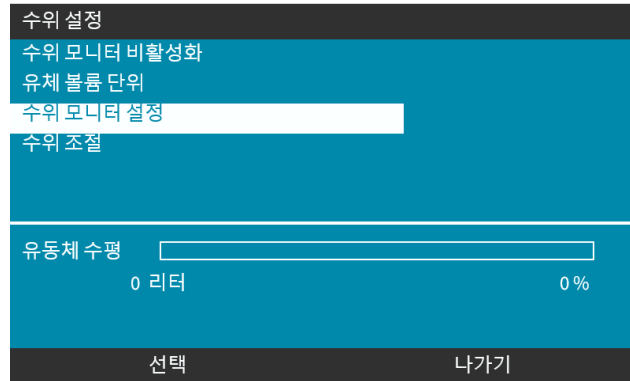 수위 설정
수위 모니터 비활성화
유체 볼륨 단위
수위 모니터 설정
수위 조절
유동체 수평
0 리터 0 %
선택 나가기